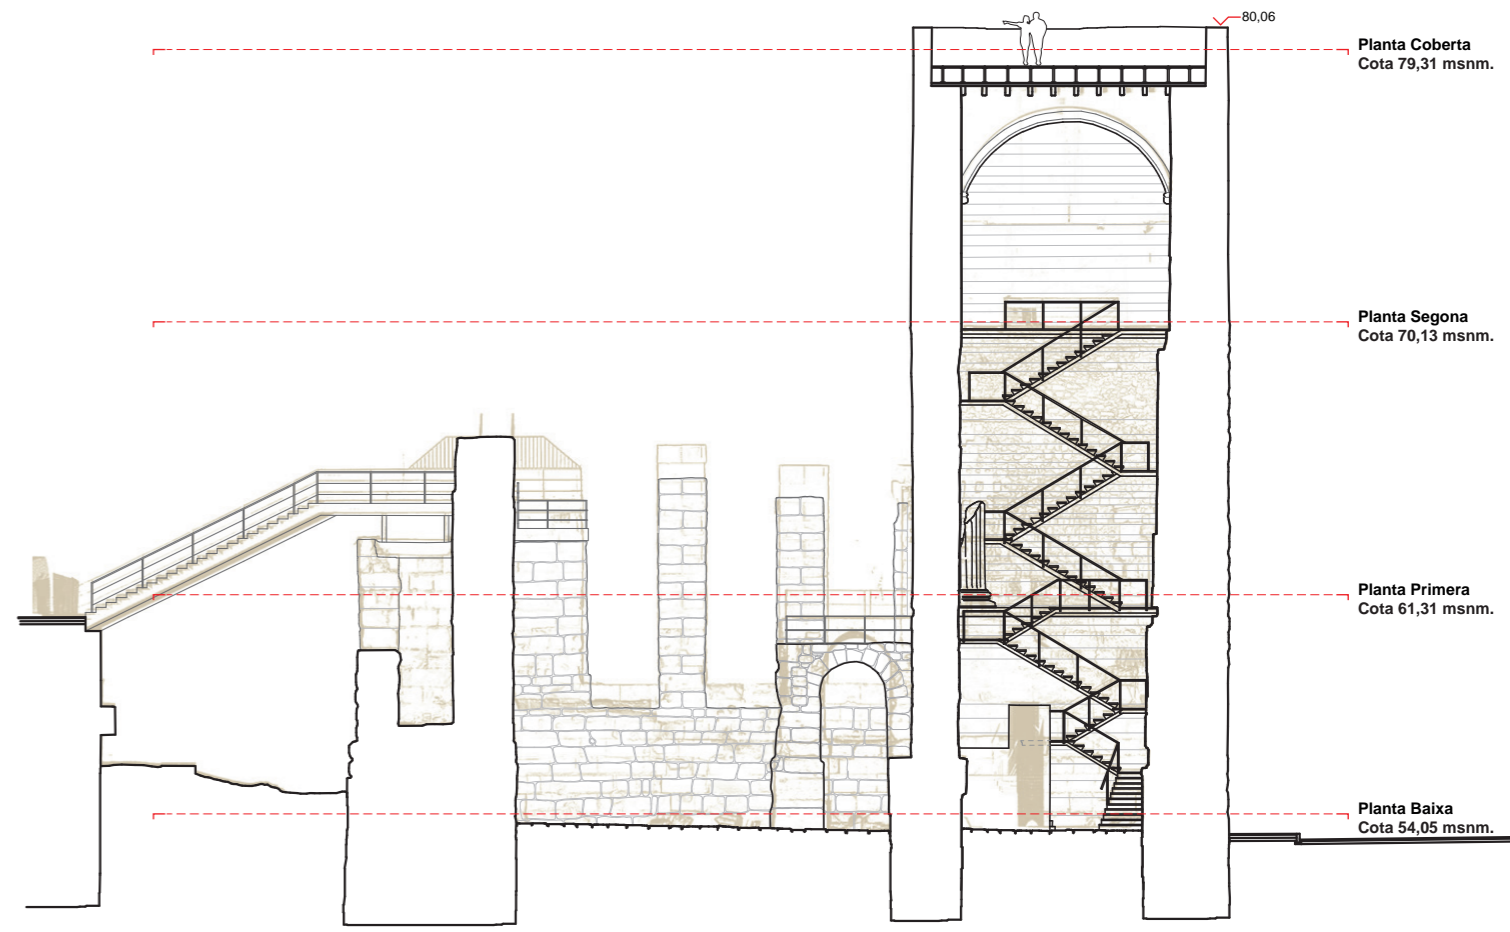 80,06
Planta Coberta
Cota 79,31 msnm.
Planta Segona
Cota 70,13 msnm.
Planta Primera
Cota 61,31 msnm.
Planta Baixa
Cota 54,05 msnm.